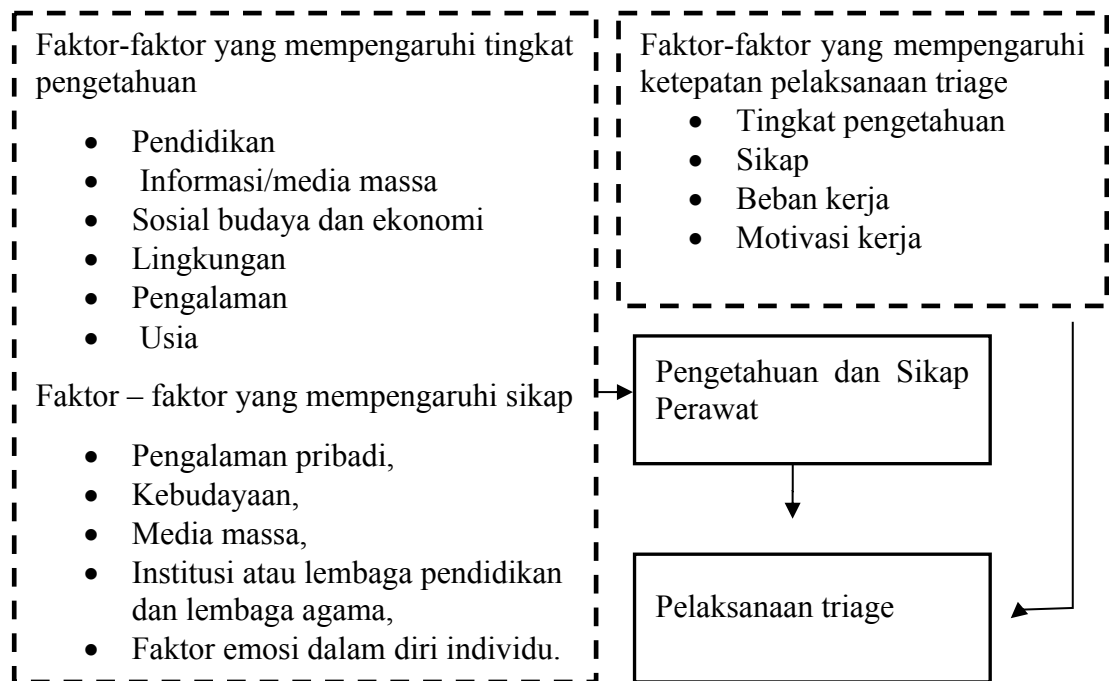 Faktor-faktor yang mempengaruhi tingkat
pengetahuan
• Pendidikan
• Informasi/media massa
• Sosial budaya dan ekonomi
• Lingkungan
• Pengalaman
• Usia
Faktor – faktor yang mempengaruhi sikap
• Pengalaman pribadi,
• Kebudayaan,
• Media massa,
• Institusi atau lembaga pendidikan
dan lembaga agama,
• Faktor emosi dalam diri individu.
Faktor-faktor yang mempengaruhi
ketepatan pelaksanaan triage
• Tingkat pengetahuan
• Sikap
• Beban kerja
• Motivasi kerja
Pengetahuan dan Sikap
Perawat
Pelaksanaan triage